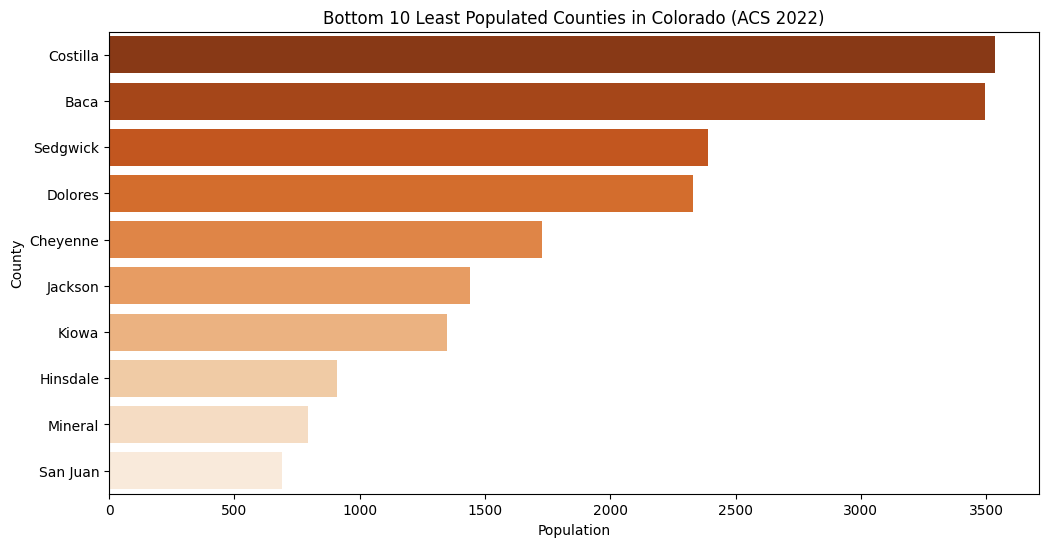 Bottom 10 Least Populated Counties in Colorado (ACS 2022)
Costilla
Baca
Sedgwick
Dolores
Cheyenne
Jackson
Kiowa
Hinsdale
Mineral
San Juan
County
0 500 1000 1500 2000 2500 3000 3500
Population